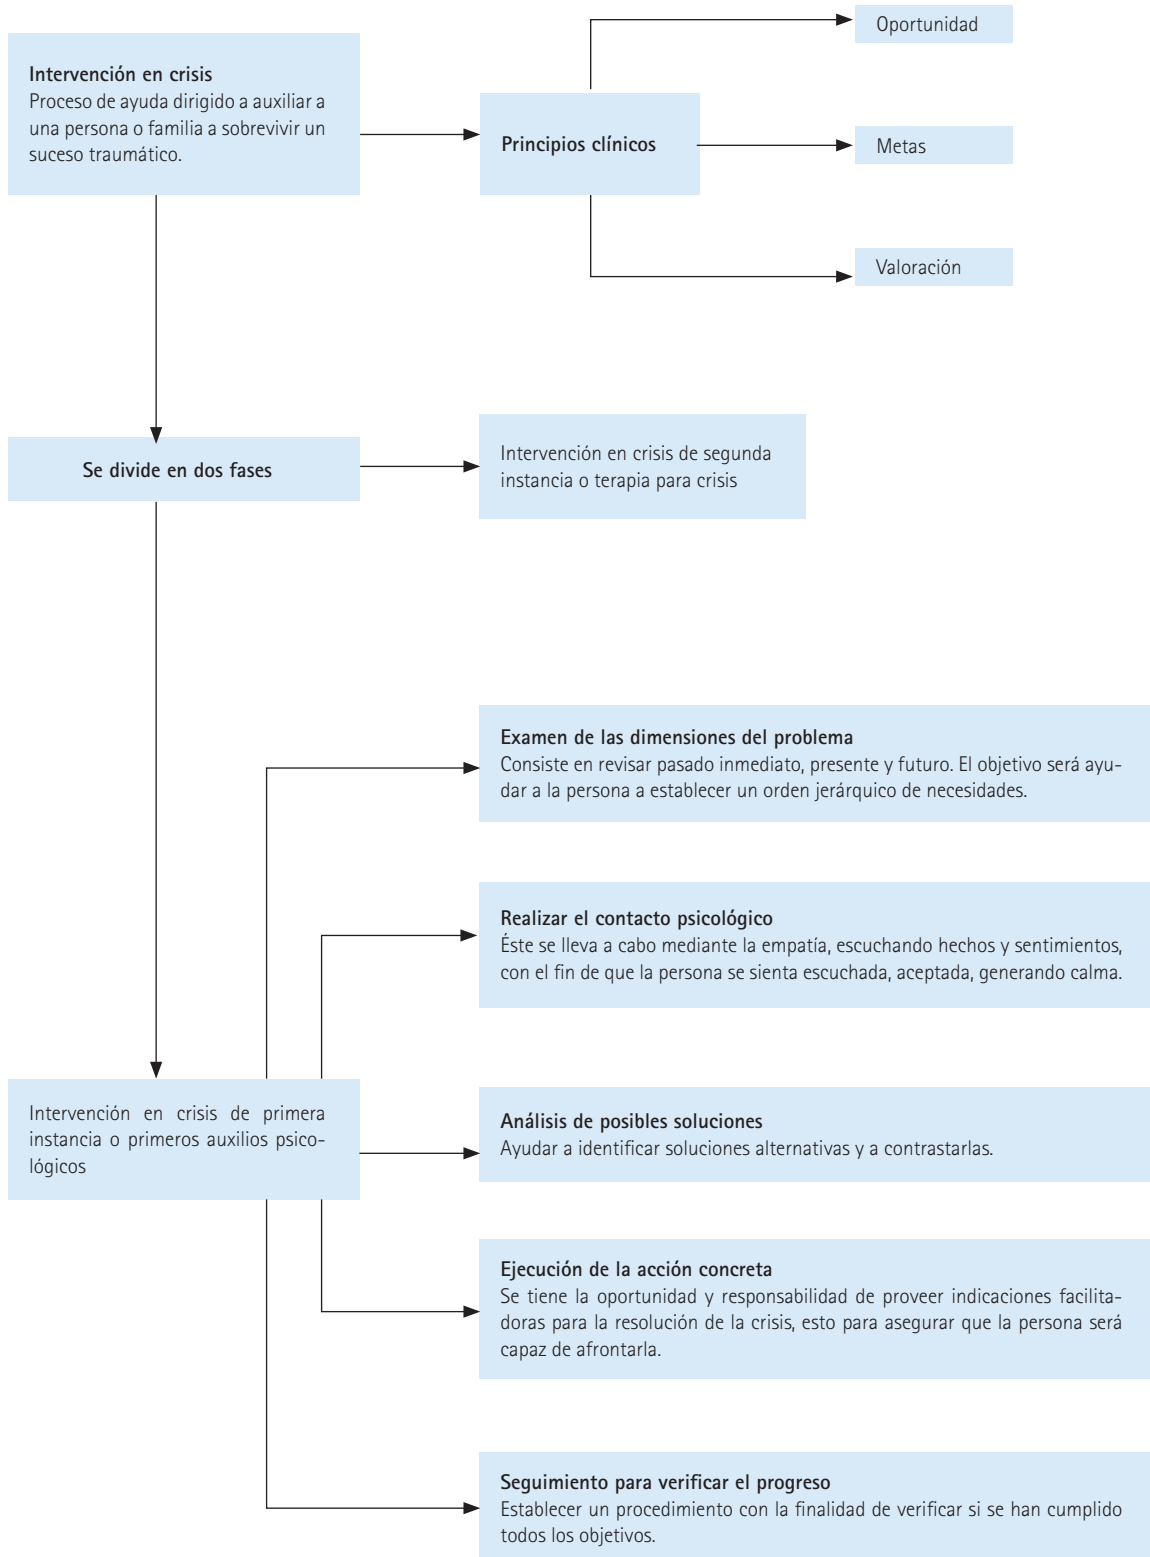 Oportunidad
Intervención en crisis
Proceso de ayuda dirigido a auxiliar a
una persona o familia a sobrevivir un
suceso traumático.
Principios clínicos
Metas
Valoración
Se divide en dos fases
Intervención en crisis de segunda
instancia o terapia para crisis
Examen de las dimensiones del problema
Consiste en revisar pasado inmediato, presente y futuro. El objetivo será ayu-
dar a la persona a establecer un orden jerárquico de necesidades.
Realizar el contacto psicológico
Éste se lleva a cabo mediante la empatía, escuchando hechos y sentimientos,
con el fin de que la persona se sienta escuchada, aceptada, generando calma.
Intervención en crisis de primera
instancia o primeros auxilios psico-
lógicos
Análisis de posibles soluciones
Ayudar a identificar soluciones alternativas y a contrastarlas.
Ejecución de la acción concreta
Se tiene la oportunidad y responsabilidad de proveer indicaciones facilita-
doras para la resolución de la crisis, esto para asegurar que la persona será
capaz de afrontarla.
Seguimiento para verificar el progreso
Establecer un procedimiento con la finalidad de verificar si se han cumplido
todos los objetivos.